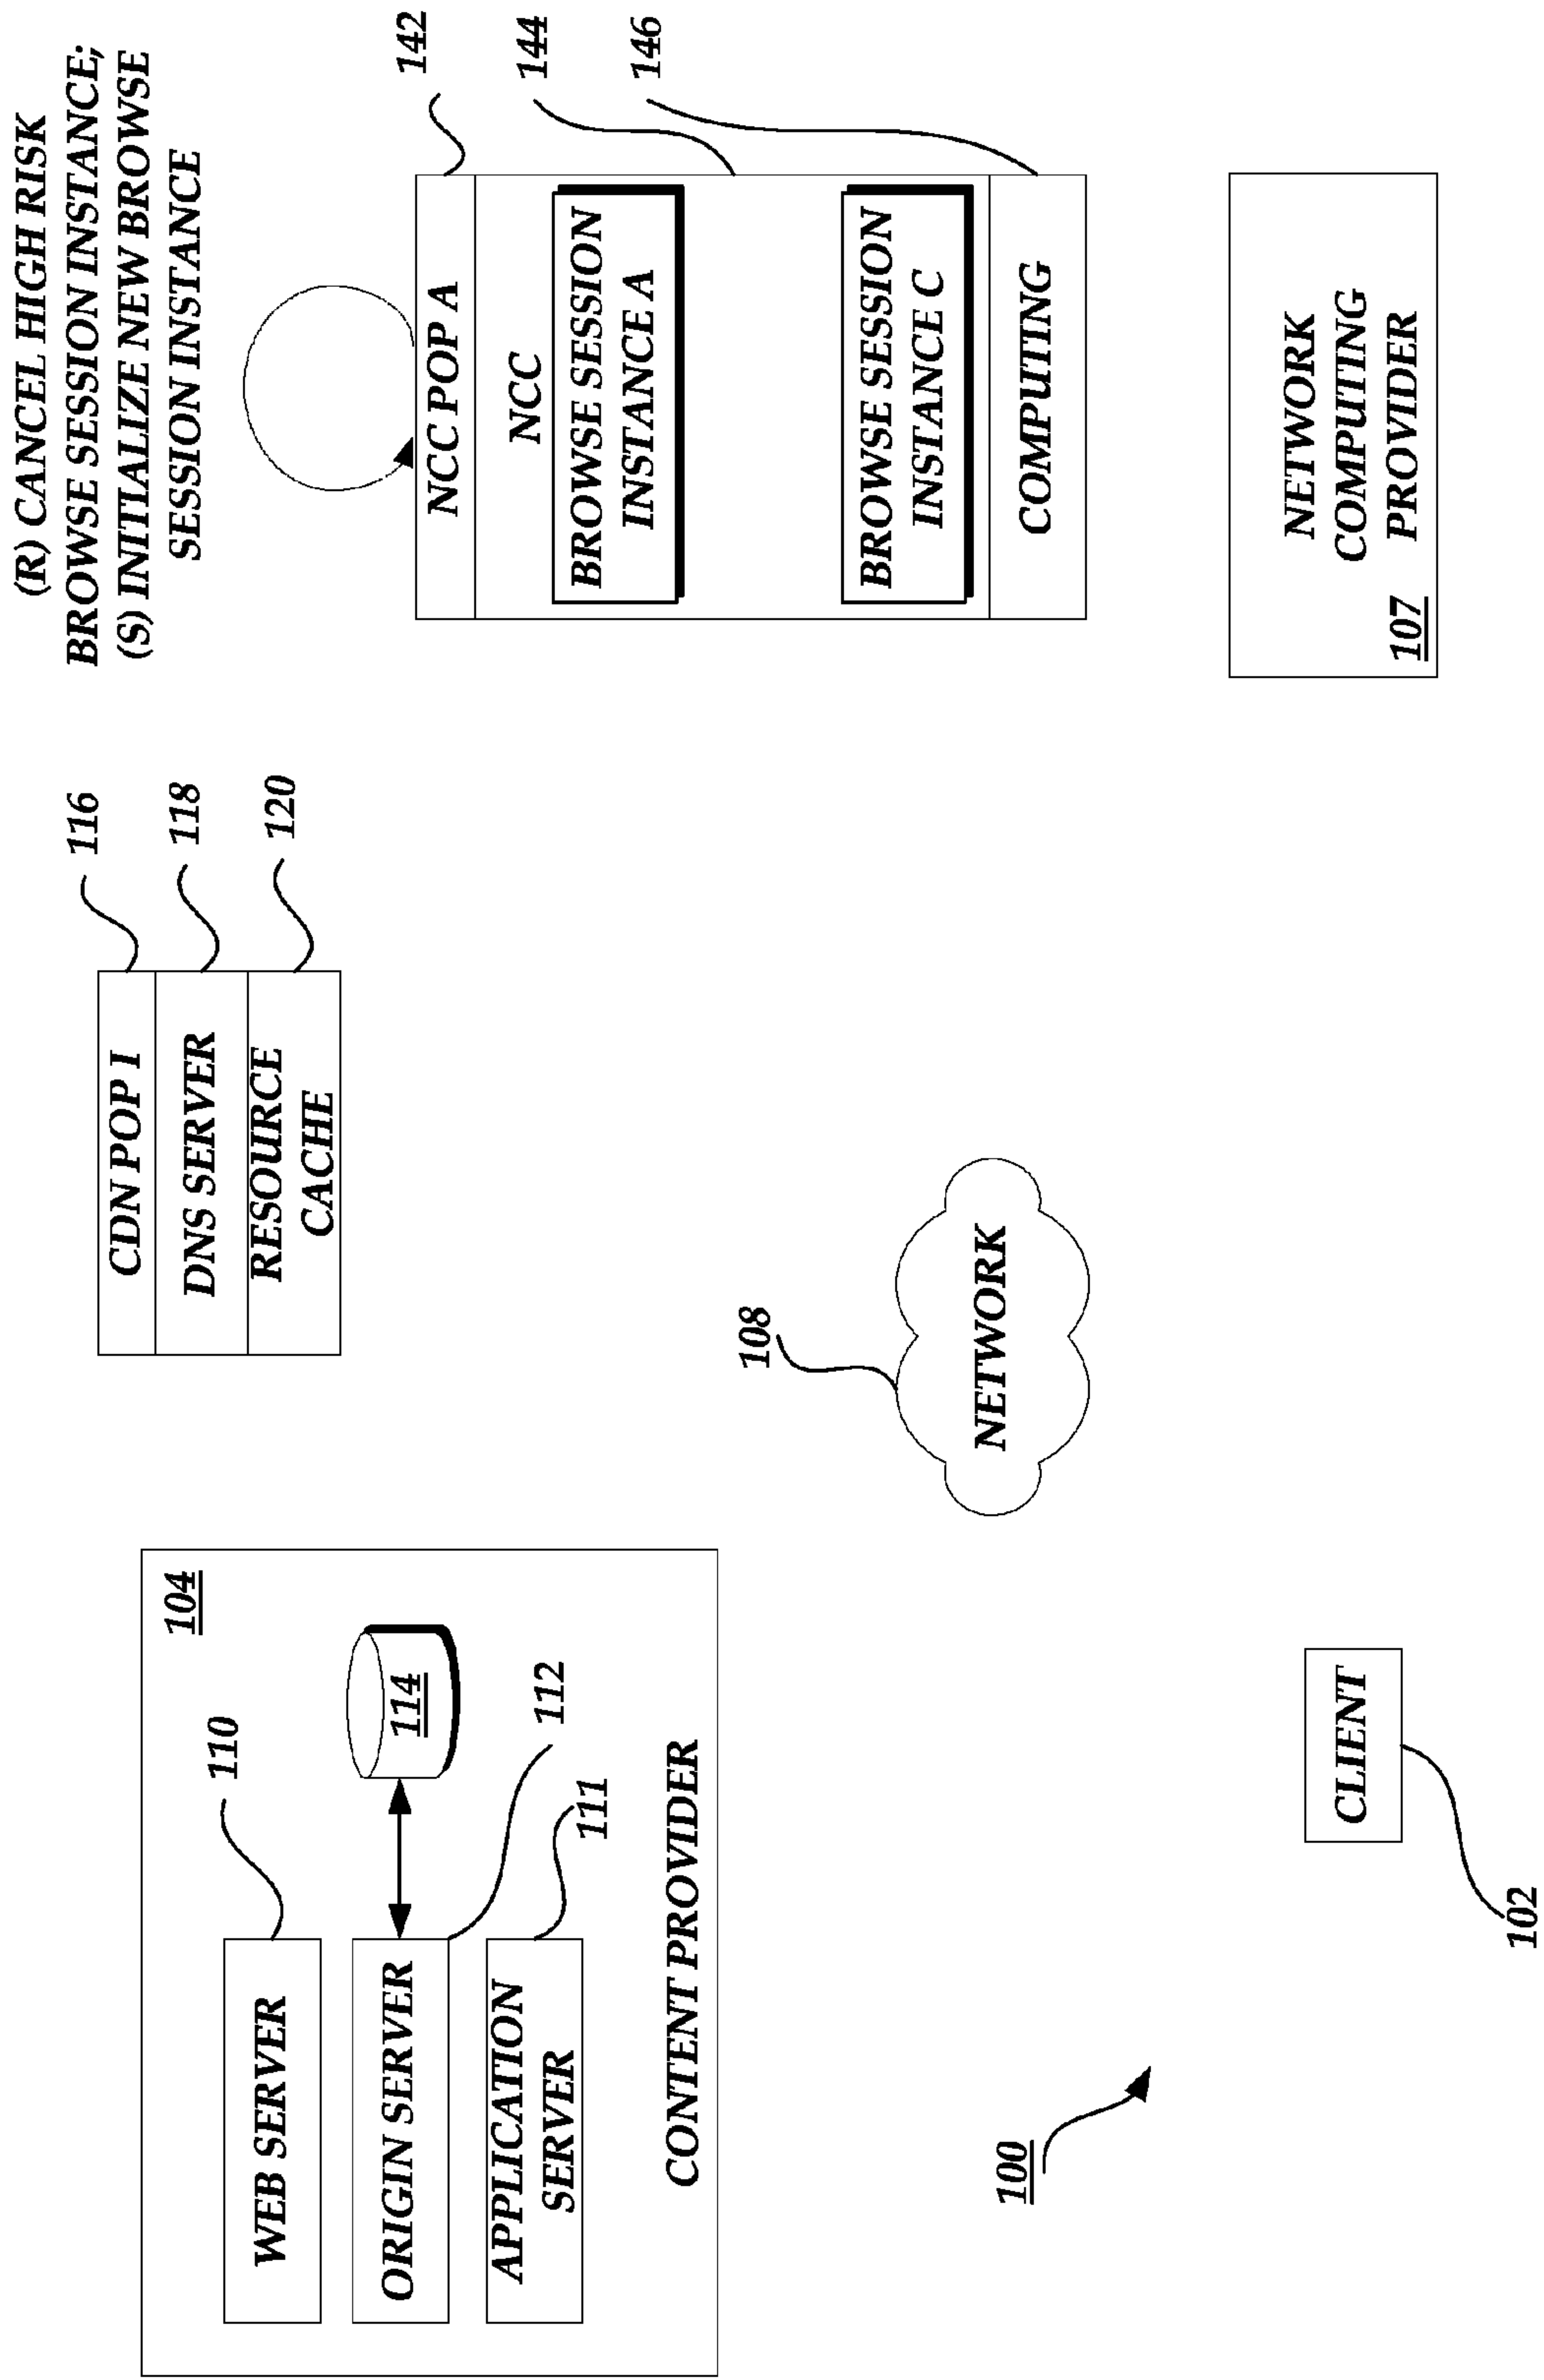 (R) CANCEL HIGH RISK
BROWSE SESSION INSTANCE;
(S) INITIALIZE NEW BROWSE
SESSION INSTANCE
104
110
WEB SERVER
114
ORIGIN SERVER
112
APPLICATION
SERVER
111
CONTENT PROVIDER
116
CDN POP I
118
DNS SERVER
120
RESOURCE
CACHE
142
NCC POP A
144
NCC
146
BROWSE SESSION
INSTANCE A
BROWSE SESSION
INSTANCE C
COMPUTING
108
NETWORK
NETWORK
COMPUTING
PROVIDER
107
100
CLIENT
102